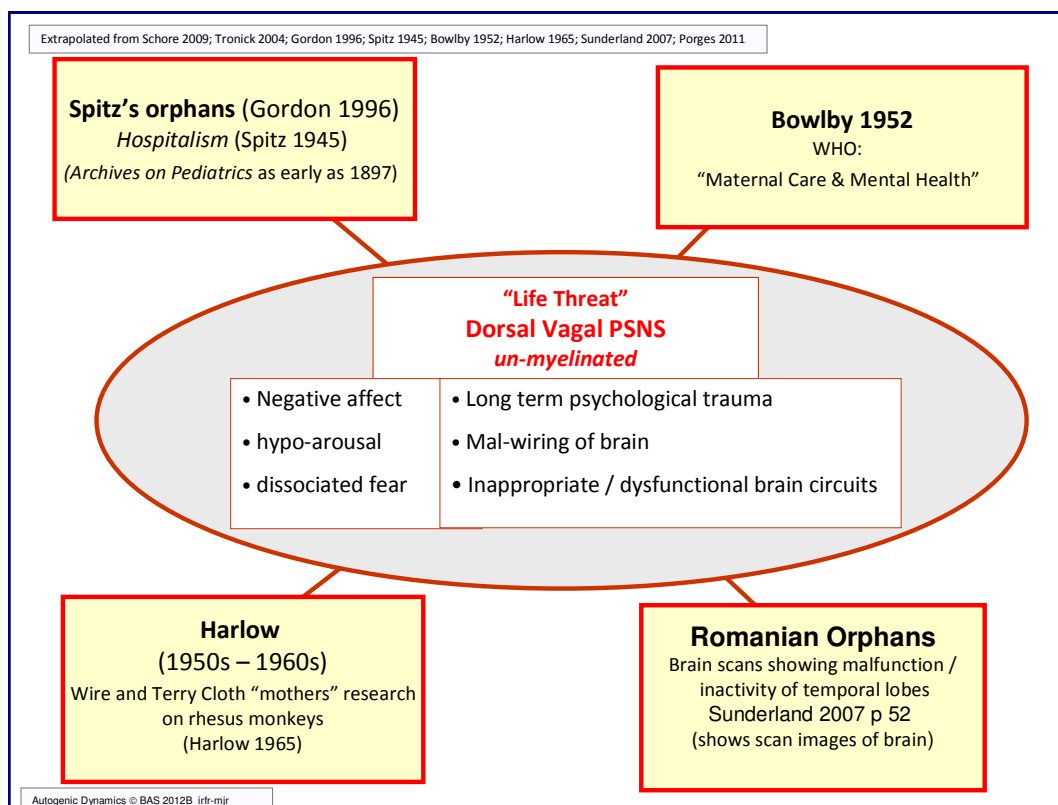 Extrapolated from Schore 2009; Tronick 2004; Gordon 1996; Spitz 1945; Bowlby 1952; Harlow 1965; Sunderland 2007; Porges 2011
Spitz's orphans (Gordon 1996)
Hospitalism (Spitz 1945)
(Archives on Pediatrics as early as 1897)
Bowlby 1952
WHO:
“Maternal Care & Mental Health”
“Life Threat”
Dorsal Vagal PSNS
un-myelinated
• Negative affect
• hypo-arousal
• dissociated fear
• Long term psychological trauma
• Mal-wiring of brain
• Inappropriate / dysfunctional brain circuits
Harlow
(1950s – 1960s)
Wire and Terry Cloth “mothers” research
on rhesus monkeys
(Harlow 1965)
Romanian Orphans
Brain scans showing malfunction /
inactivity of temporal lobes
Sunderland 2007 p 52
(shows scan images of brain)
Autogenic Dynamics © BAS 2012B irfr-mjr